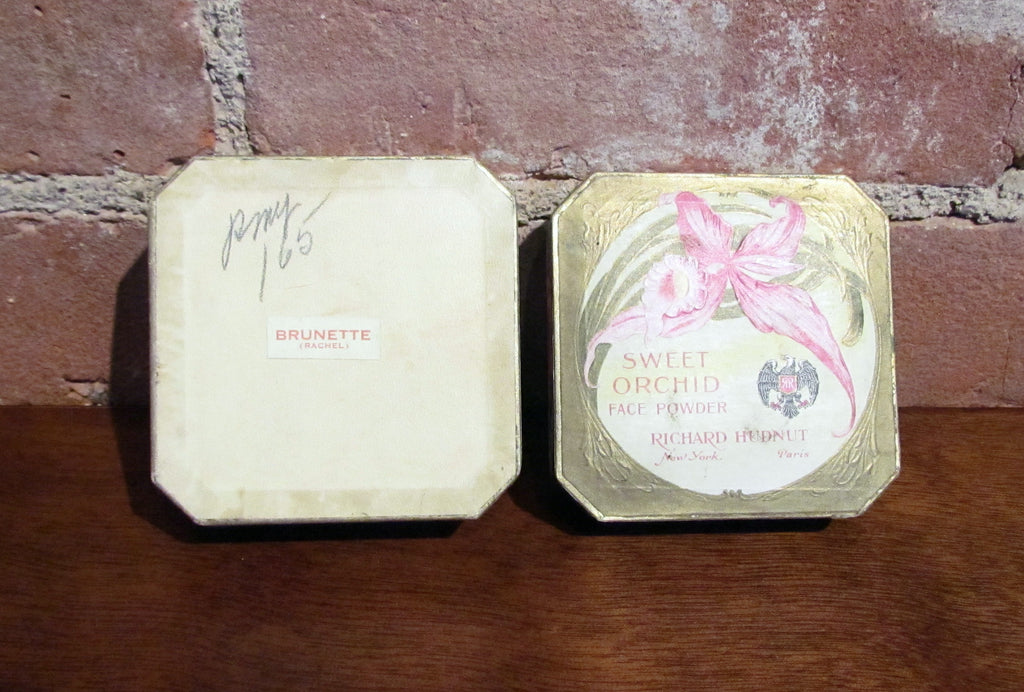 165
BRUNETTE
(RACHEL)
SWEET
ORCHID
FACE POWDER
RICHARD HUDNUT
New York. Paris